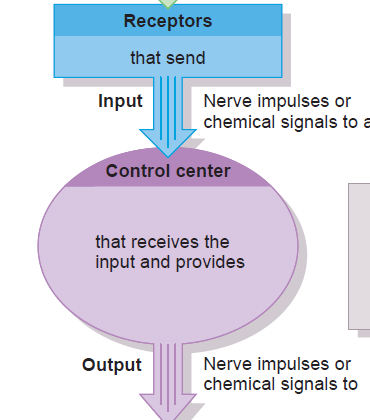 Receptors
that send
Input
Nerve impulses or
chemical signals to a
Control center
that receives the
input and provides
Output
Nerve impulses or
chemical signals to